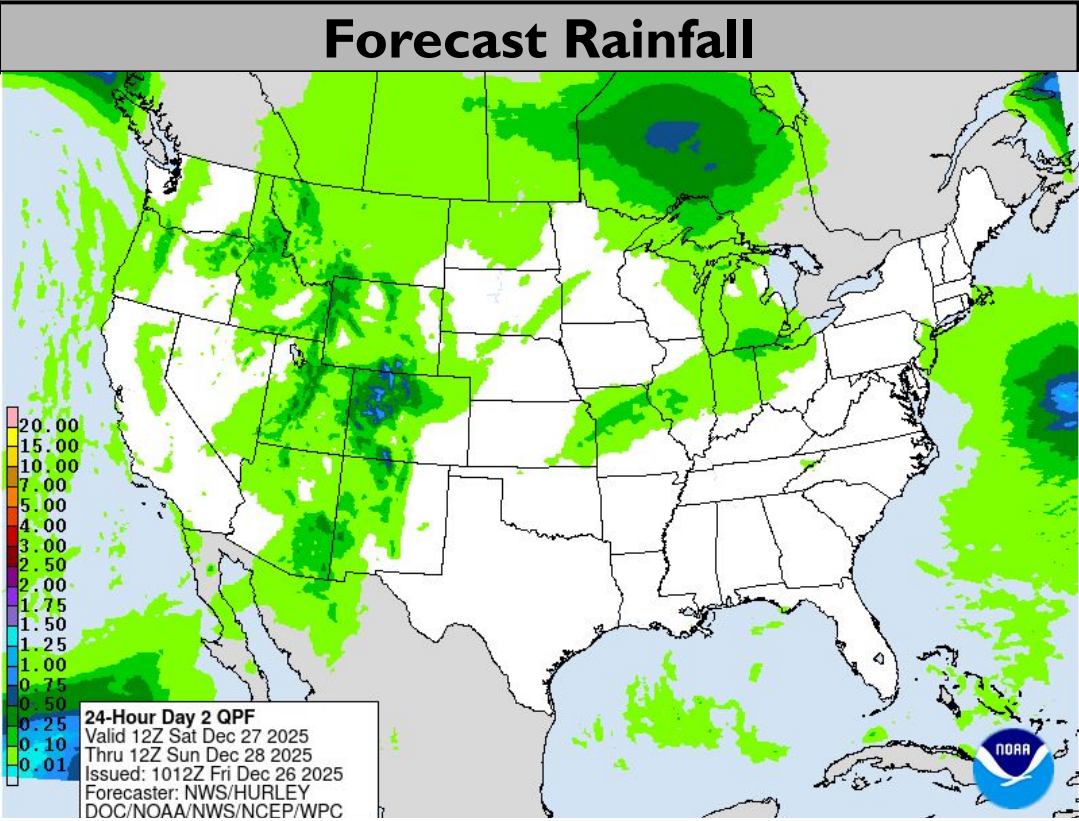 Forecast Rainfall
20.00
15.00
10.00
7.00
5.00
4.00
3.00
2.50
2.00
1.75
1.50
1.25
1.00
0.75
0.50
0.25
0.10
0.01
24-Hour Day 2 QPF
Valid 12Z Sat Dec 27 2025
Thru 12Z Sun Dec 28 2025
Issued: 1012Z Fri Dec 26 2025
Forecaster: NWS/HURLEY
DOC/NOAA/NWS/NCEP/WPC
NOAA